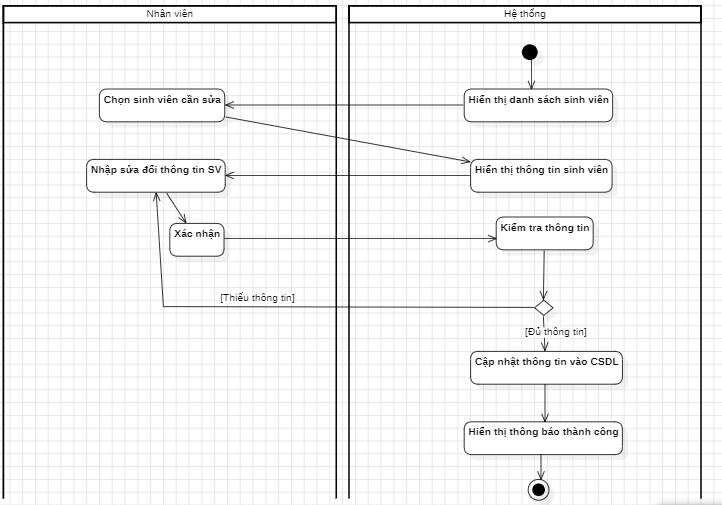 Nhân viên
Hệ thống
Hiển thị danh sách sinh viên
Chọn sinh viên cần sửa
Hiển thị thông tin sinh viên
Nhập sửa đổi thông tin SV
Xác nhận
Kiểm tra thông tin
[Thiếu thông tin]
[Đủ thông tin]
Cập nhật thông tin vào CSDL
Hiển thị thông báo thành công